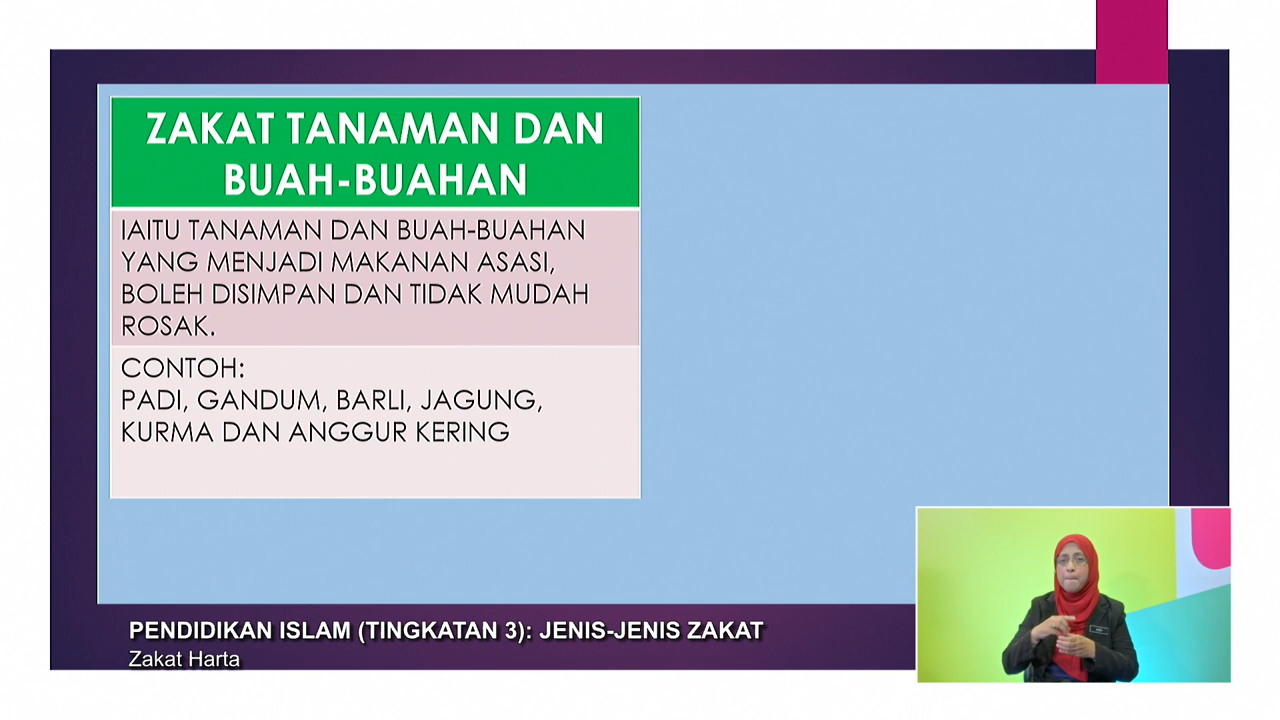 ZAKAT TANAMAN DAN
BUAH-BUAHAN
IAITU TANAMAN DAN BUAH-BUAHAN
YANG MENJADI MAKANAN ASASI,
BOLEH DISIMPAN DAN TIDAK MUDAH
ROSAK.
CONTOH:
PADI, GANDUM, BARLI, JAGUNG,
KURMA DAN ANGGUR KERING
PENDIDIKAN ISLAM (TINGKATAN 3): JENIS-JENIS ZAKAT
Zakat Harta